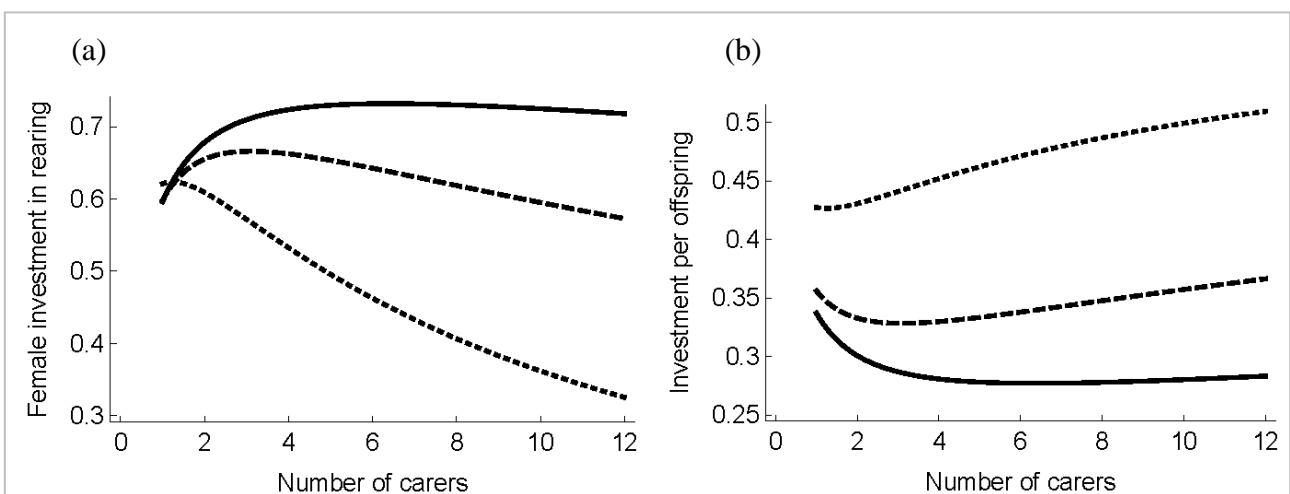 (a)
Female investment in rearing
0.7
0.6
0.5
0.4
0.3
0 2 4 6 8 10 12
Number of carers
(b)
Investment per offspring
0.5
0.45
0.4
0.35
0.3
0.25
0 2 4 6 8 10 12
Number of carers